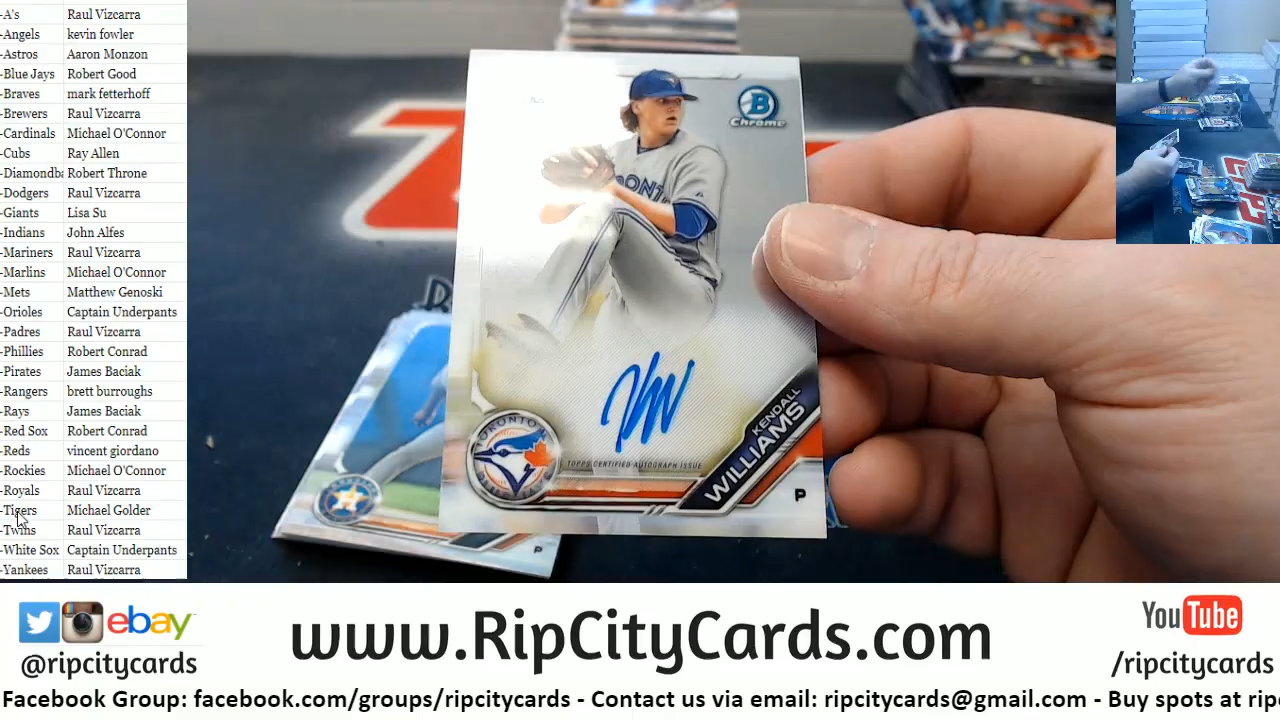 -A's Raul Vizcarra
-Angels kevin fowler
-Astros Aaron Monzon
-Blue Jays Robert Good
-Braves mark fetterhoff
-Brewers Raul Vizcarra
-Cardinals Michael O'Connor
-Cubs Ray Allen
-Diamondba Robert Throne
-Dodgers Raul Vizcarra
-Giants Lisa Su
-Indians John Alfes
-Mariners Raul Vizcarra
-Marlins Michael O'Connor
-Mets Matthew Genoski
-Orioles Captain Underpants
-Padres Raul Vizcarra
-Phillies Robert Conrad
-Pirates James Baciak
-Rangers brett burroughs
-Rays James Baciak
-Red Sox Robert Conrad
-Reds vincent giordano
-Rockies Michael O'Connor
-Royals Raul Vizcarra
-Tigers Michael Golder
-Twins Raul Vizcarra
-White Sox Captain Underpants
-Yankees Raul Vizcarra
B
Chrome
TORONTO
BLUE JAYS
TOPPS CERTIFIED AUTOGRAPH ISSUE
KENDALL
WILLIAMS
P
P
ebay
@ripcitycards
www.RipCityCards.com
YouTube
/ripcitycards
Facebook Group: facebook.com/groups/ripcitycards - Contact us via email: ripcitycards@gmail.com - Buy spots at rip